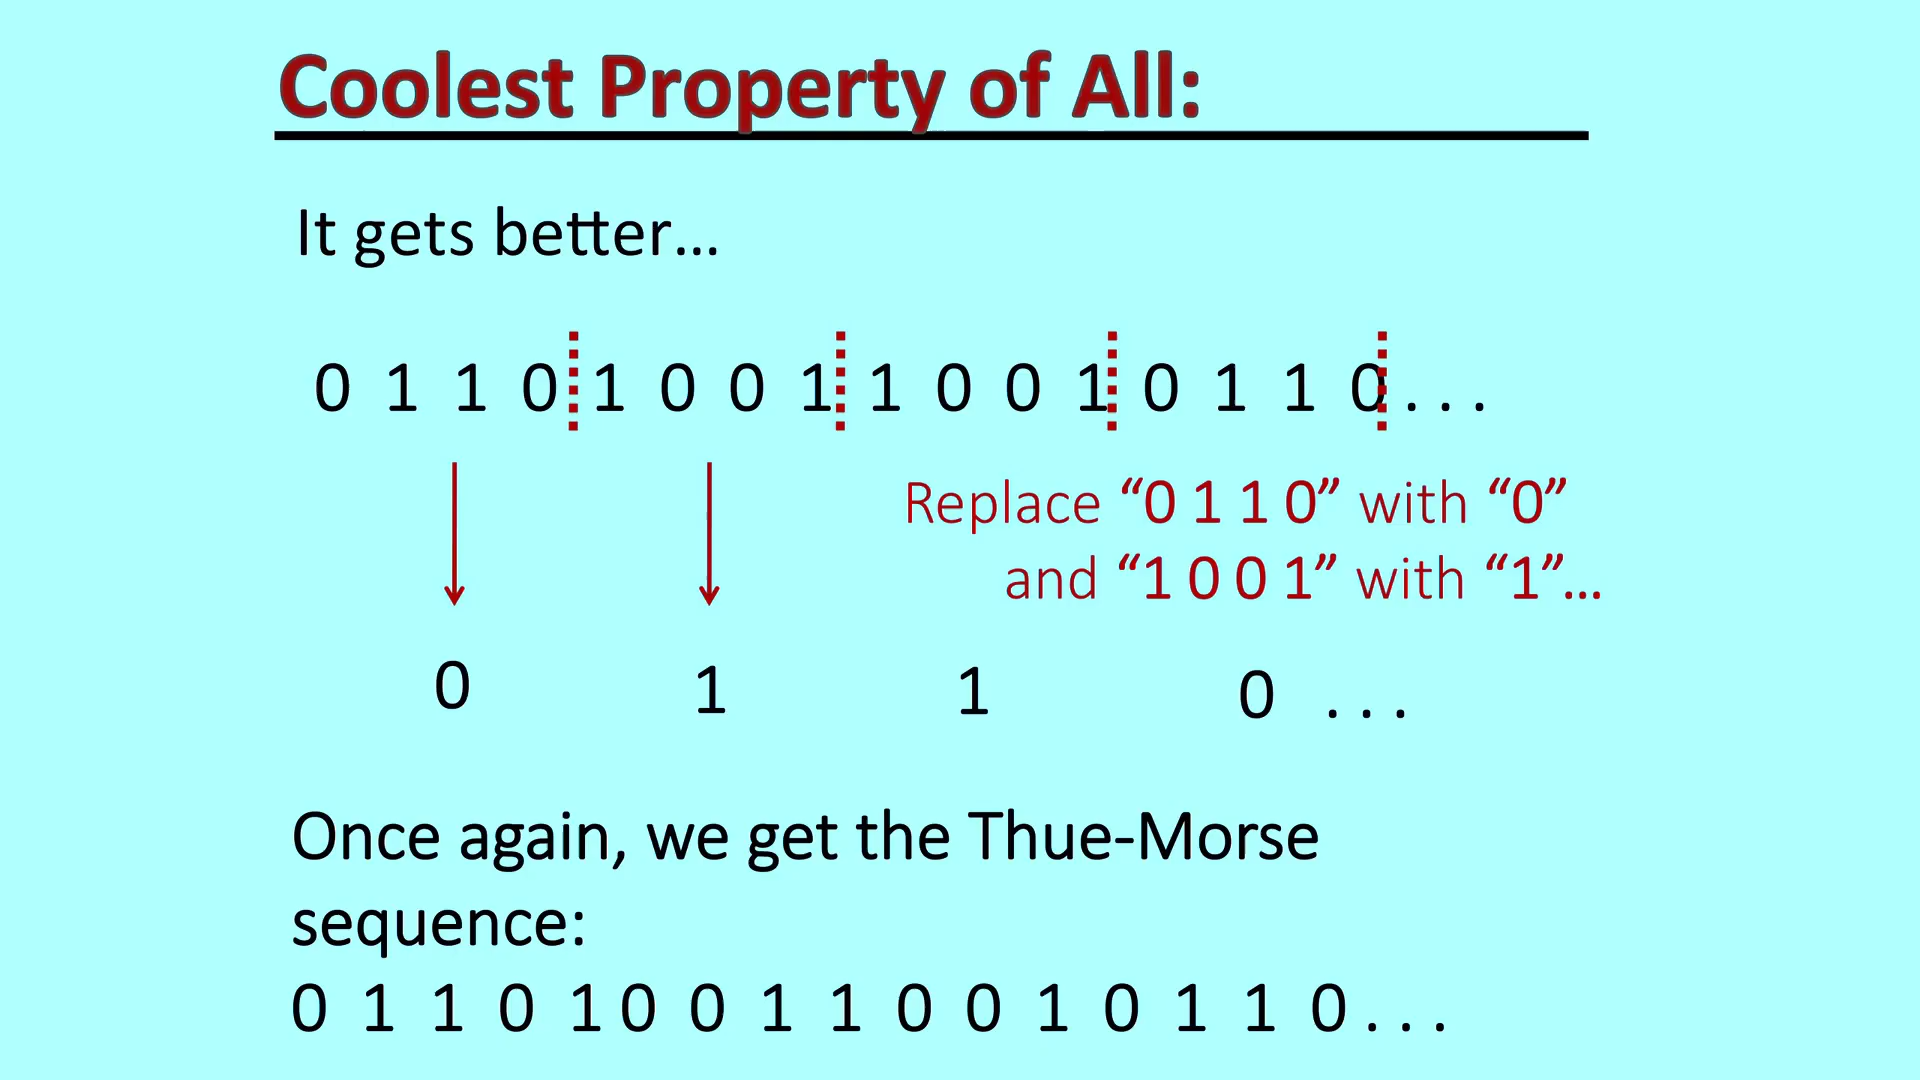 Coolest Property of All:
It gets better...
0 1 1 0 1 0 0 1 1 0 0 1 0 1 1 0 . . .
Replace “0 1 1 0” with “0”
and “1 0 0 1” with “1”...
0 1 1 0 . . .
Once again, we get the Thue-Morse
sequence:
0 1 1 0 1 0 0 1 1 0 0 1 0 1 1 0 . . .